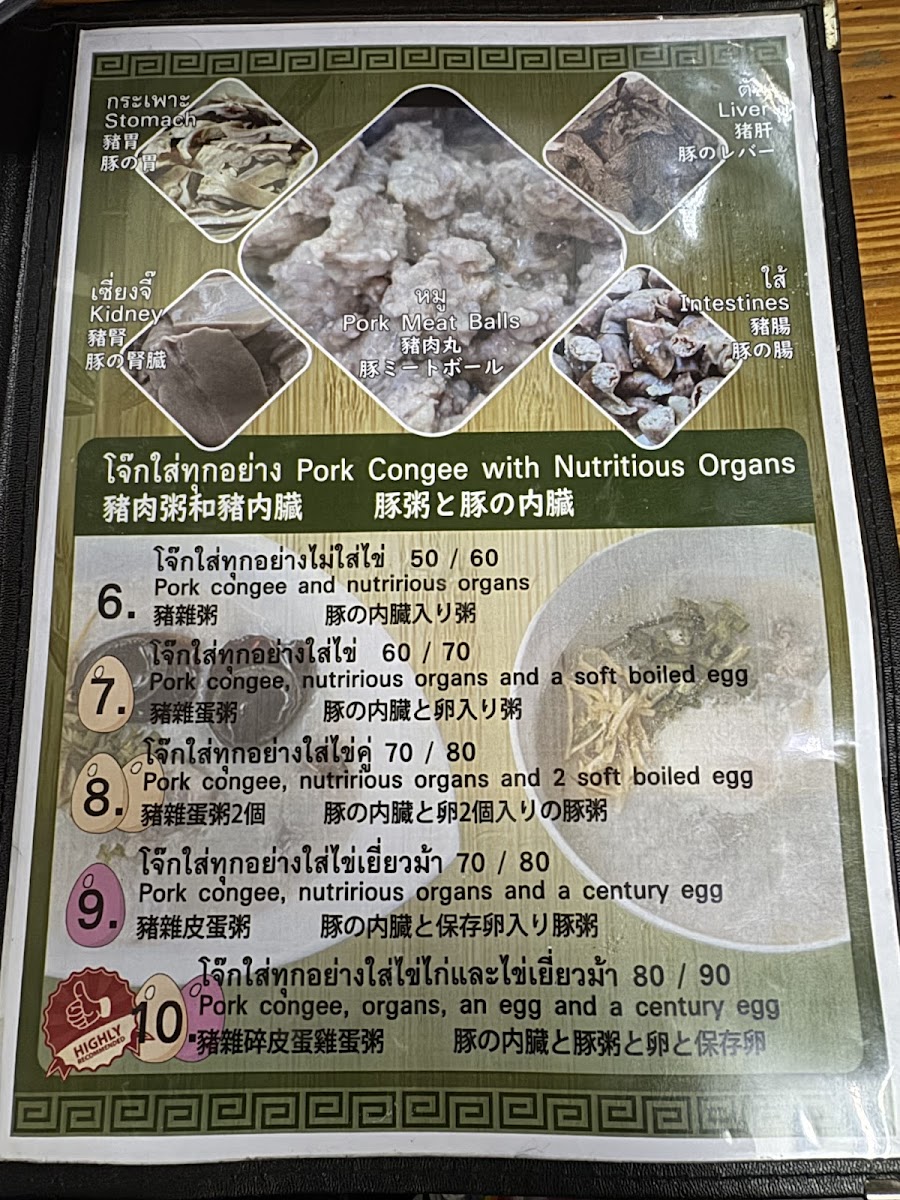 กระเพาะ
Stomach
豬胃
豚の胃
Liver
猪肝
豚のレバー
เซี่ยงจี๊
Kidney
豬腎
豚の腎臓
หมู
Pork Meat Balls
豬肉丸
豚ミートボール
ใส้
Intestines
豬腸
豚の腸
โจ๊กใส่ทุกอย่าง Pork Congee with Nutritious Organs
豬肉粥和豬内臓 豚粥と豚の内臓
6. โจ๊กใส่ทุกอย่างไม่ใส่ไข่ 50 / 60
Pork congee and nutririious organs
豬雜粥 豚の内臓入り粥
7. โจ๊กใส่ทุกอย่างใส่ไข่ 60 / 70
Pork congee, nutririious organs and a soft boiled egg
豬雜蛋粥 豚の内臓と卵入り粥
8. โจ๊กใส่ทุกอย่างใส่ไข่คู่ 70 / 80
Pork congee, nutririious organs and 2 soft boiled egg
豬雜蛋粥2個 豚の内臓と卵2個入りの豚粥
9. โจ๊กใส่ทุกอย่างใส่ไข่เยี่ยวม้า 70 / 80
Pork congee, nutririious organs and a century egg
豬雜皮蛋粥 豚の内臓と保存卵入り豚粥
HIGHLY
RECOMMENDED
10. โจ๊กใส่ทุกอย่างใส่ไข่ไก่และไข่เยี่ยวม้า 80 / 90
Pork congee, organs, an egg and a century egg
豬雜碎皮蛋雞蛋粥 豚の内臓と豚粥と卵と保存卵